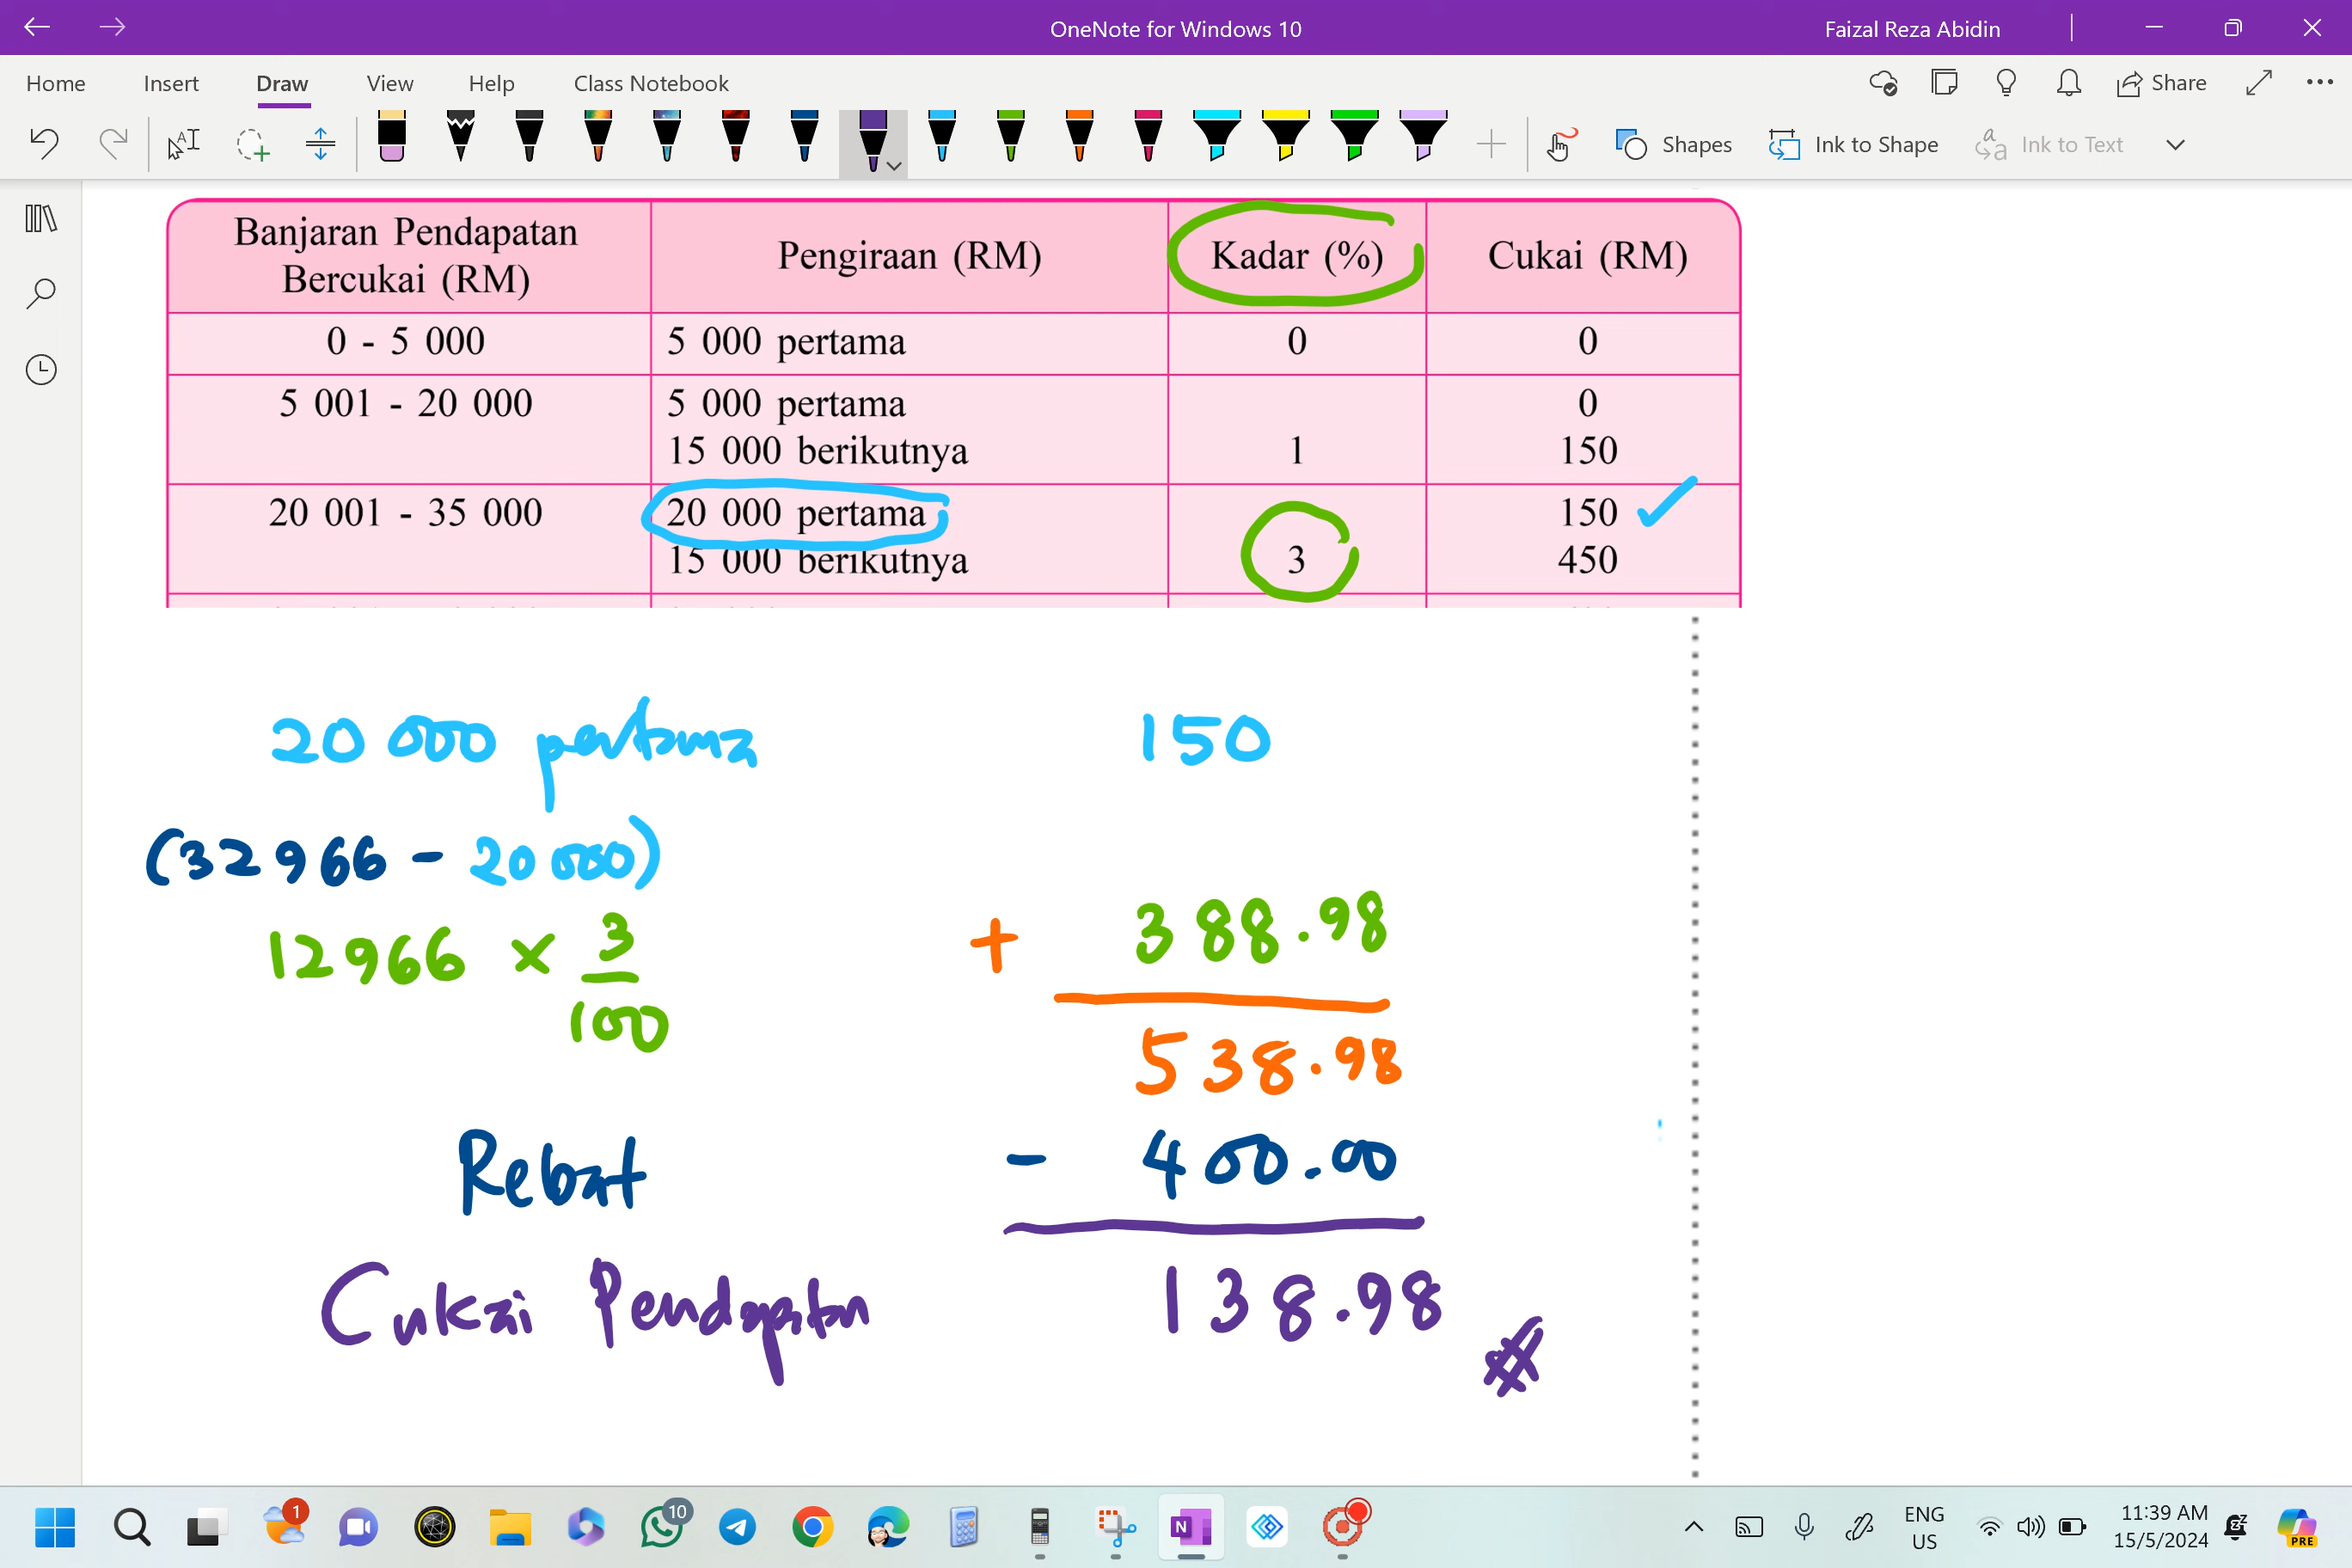 OneNote for Windows 10
Faizal Reza Abidin
Home Insert Draw View Help Class Notebook
Share
Shapes Ink to Shape Ink to Text
Banjaran Pendapatan Bercukai (RM) Pengiraan (RM) Kadar (%) Cukai (RM)
0 - 5 000 5 000 pertama 0 0
5 001 - 20 000 5 000 pertama 0
15 000 berikutnya 1 150
20 001 - 35 000 20 000 pertama 150
15 000 berikutnya 3 450
20 000 pertama 150
(32966 - 20 000)
12966 × 3/100 + 388.98
538.98
Rebat - 400.00
Cukai Pendapatan 138.98 #
1
10
N
ENG
US
11:39 AM
15/5/2024
PRE